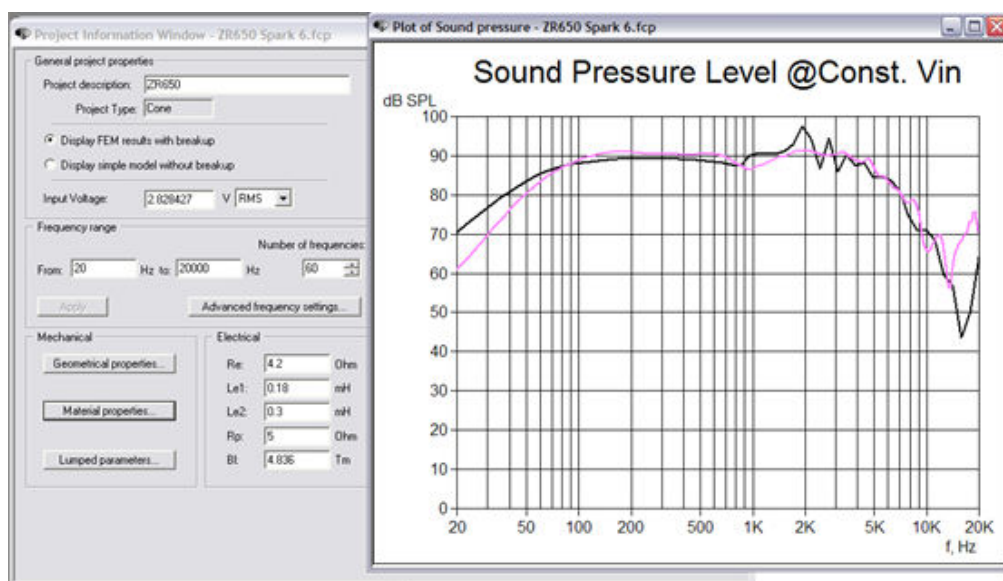 Project Information Window - ZR650 Spark 6.fcp
General project properties
Project description: ZR650
Project Type: Cone
Display FEM results with breakup
Display simple model without breakup
Input Voltage: 2.828427 V RMS
Frequency range
Number of frequencies:
From: 20 Hz to: 20000 Hz 60
Apply Advanced frequency settings...
Mechanical
Geometrical properties...
Material properties...
Lumped parameters...
Electrical
Re: 4.2 Ohm
Le1: 0.18 mH
Le2: 0.3 mH
Rp: 5 Ohm
Bl: 4.836 Tm
Plot of Sound pressure - ZR650 Spark 6.fcp
Sound Pressure Level @Const. Vin
dB SPL
100
90
80
70
60
50
40
30
20
10
0
20 50 100 200 500 1K 2K 5K 10K 20K
f, Hz